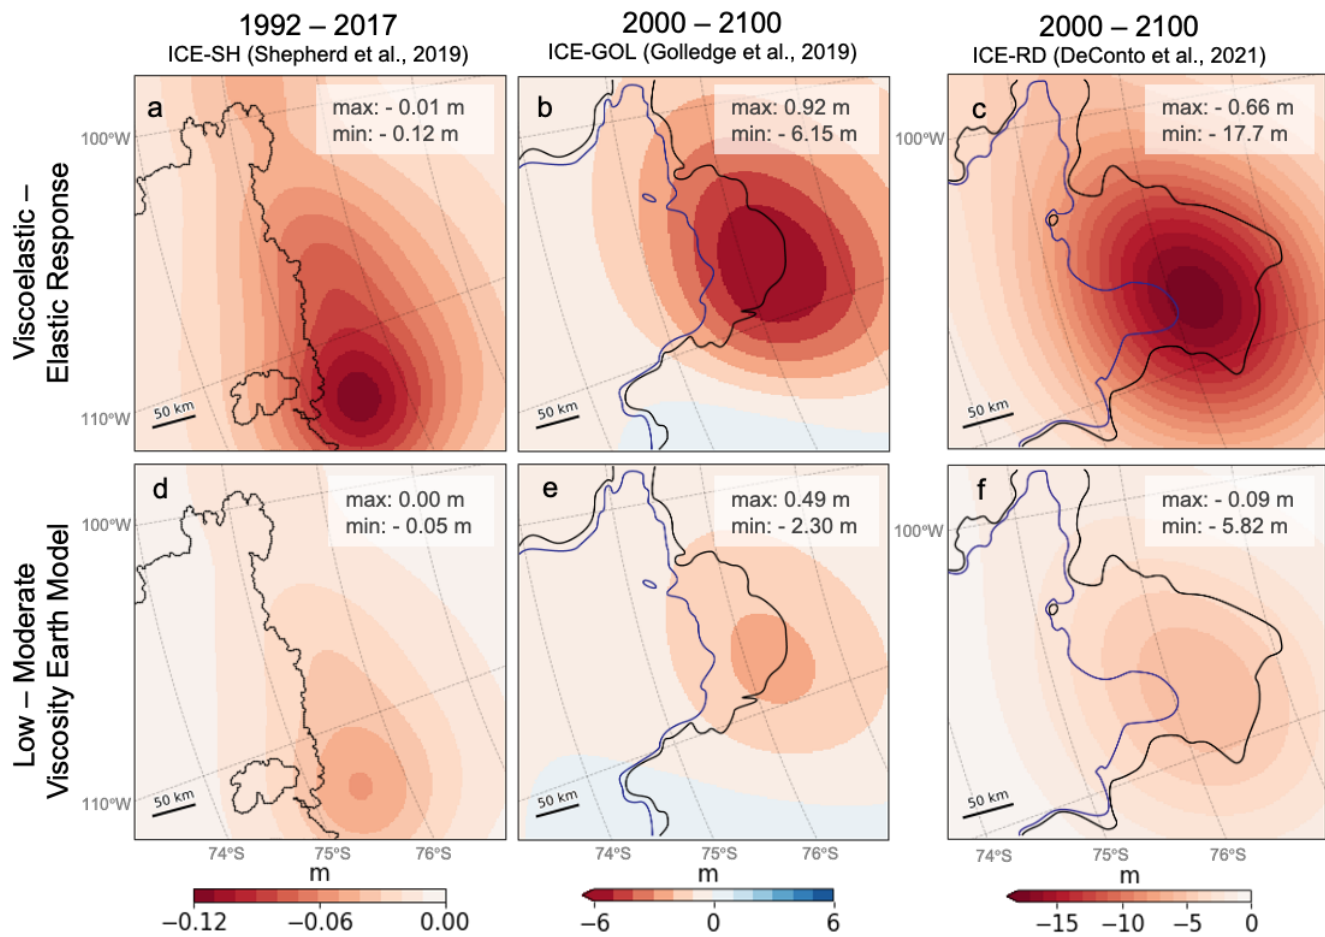 1992 – 2017
ICE-SH (Shepherd et al., 2019)
2000 – 2100
ICE-GOL (Golledge et al., 2019)
2000 – 2100
ICE-RD (DeConto et al., 2021)
Viscoelastic –
Elastic Response
a
max: - 0.01 m
min: - 0.12 m
100°W
110°W
50 km
b
max: 0.92 m
min: - 6.15 m
50 km
c
max: - 0.66 m
min: - 17.7 m
100°W
50 km
Low – Moderate
Viscosity Earth Model
d
max: 0.00 m
min: - 0.05 m
100°W
110°W
50 km
74°S
75°S
76°S
e
max: 0.49 m
min: - 2.30 m
50 km
74°S
75°S
76°S
f
max: - 0.09 m
min: - 5.82 m
100°W
50 km
74°S
75°S
76°S
m
−0.12
−0.06
0.00
m
−6
0
6
m
−15
−10
−5
0